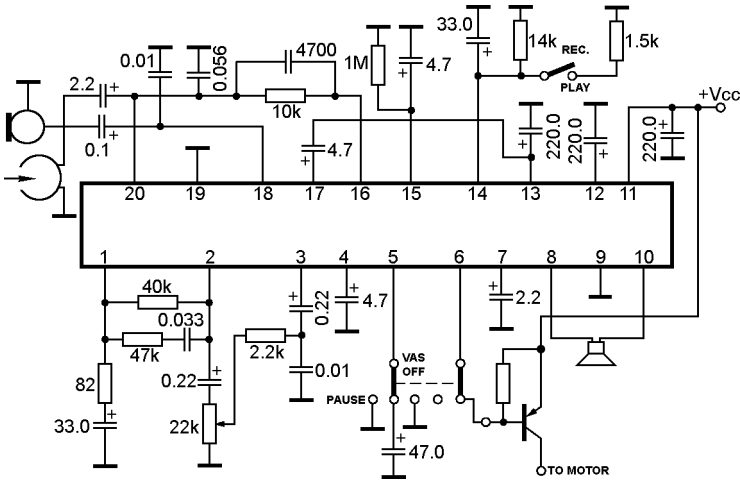 33.0
14k
REC.
1.5k
PLAY
0.01
0.056
4700
1M
4.7
2.2
10k
+Vcc
0.1
4.7
220.0
220.0
220.0
20 19 18 17 16 15 14 13 12 11
1 2 3 4 5 6 7 8 9 10
40k
0.033
47k
0.22
4.7
2.2
2.2k
82
0.22
0.01
VAS
OFF
PAUSE
33.0
22k
47.0
TO MOTOR